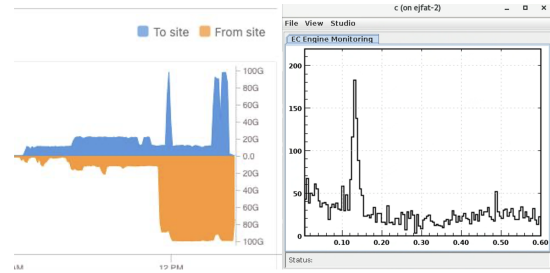 To site From site
100G
80G
60G
40G
20G
0.0
20G
40G
60G
80G
100G
12 PM
c (on ejfat-2)
File View Studio
EC Engine Monitoring
200
150
100
50
0
0.10 0.20 0.30 0.40 0.50 0.60
Status: